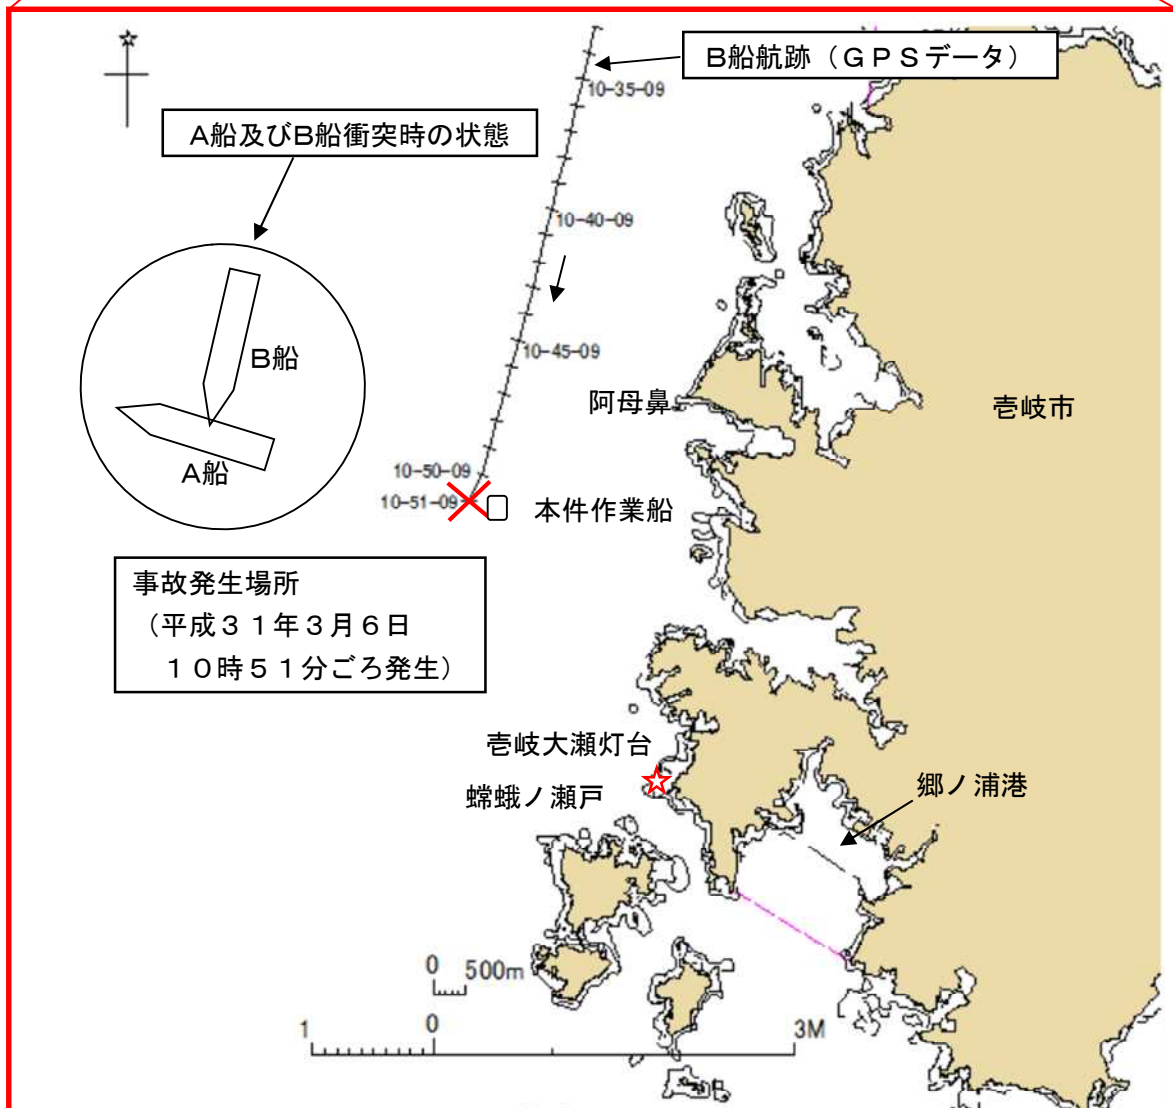 B船航跡(GPSデータ)
10-35-09
A船及びB船衝突時の状態
10-40-09
10-45-09
B船
A船
阿母鼻
壱岐市
10-50-09
10-51-09
本件作業船
事故発生場所
(平成31年3月6日
10時51分ごろ発生)
壱岐大瀬灯台
蟐蛾ノ瀬戸
郷ノ浦港
0 500m
1 0 3M